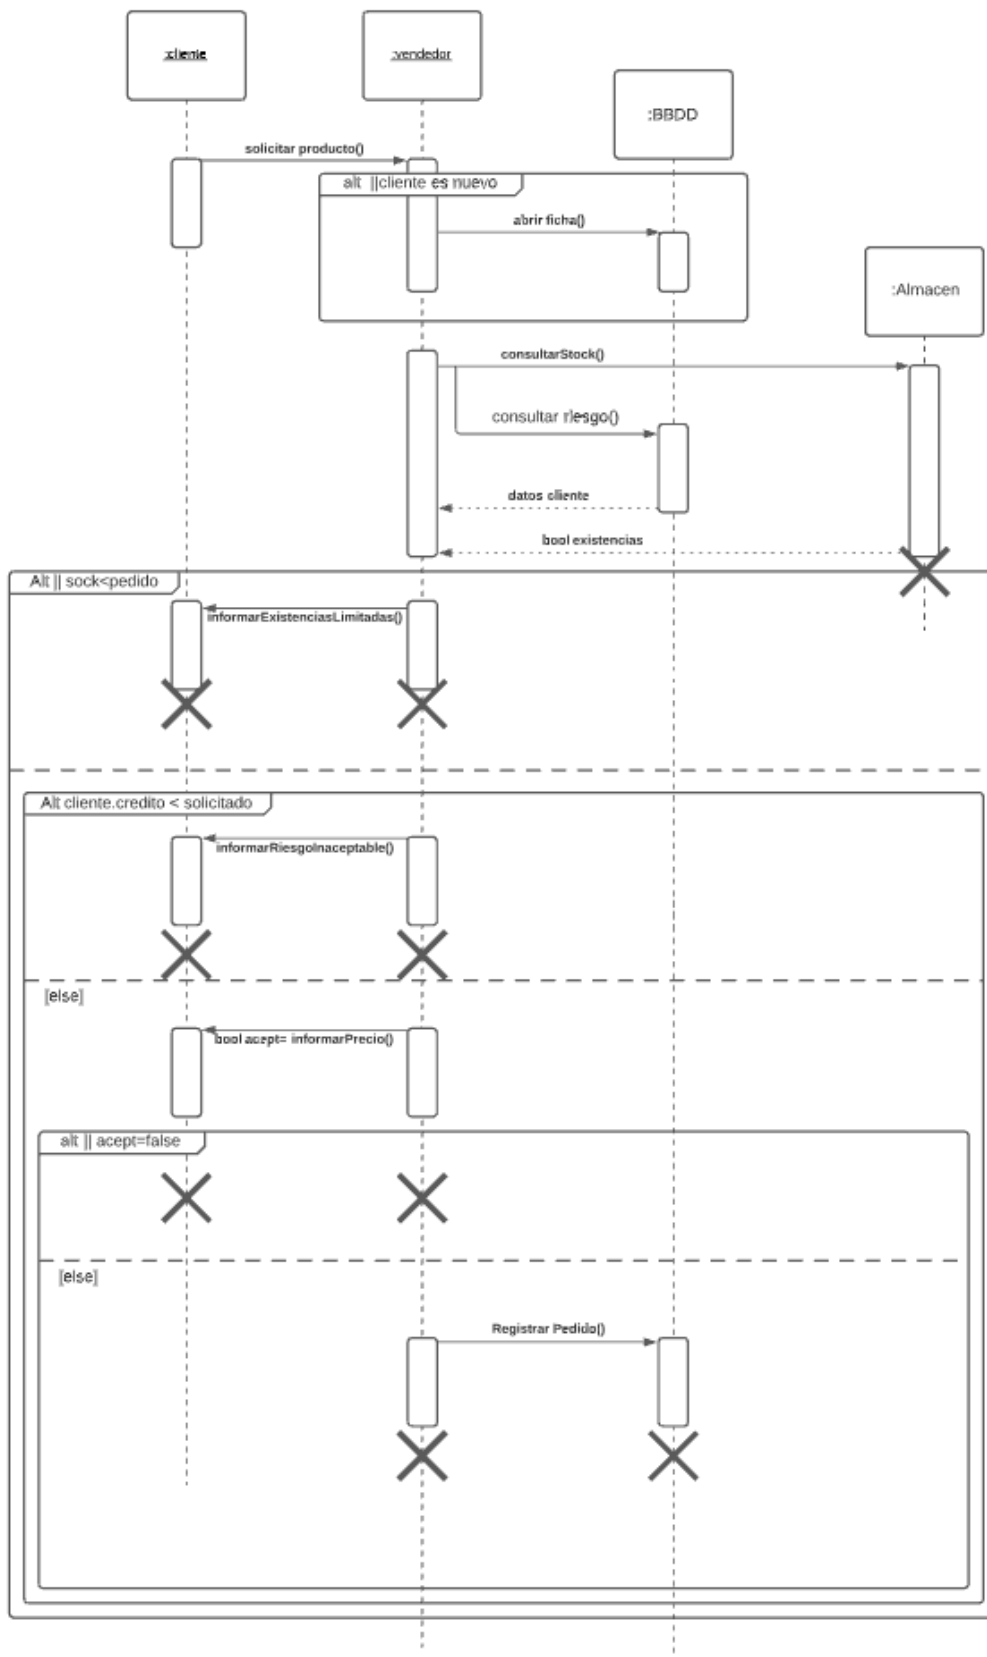 :cliente
:vendedor
:BBDD
solicitar producto()
alt ||cliente es nuevo
abrir ficha()
:Almacen
consultarStock()
consultar riesgo()
datos cliente
bool existencias
Alt || sock<pedido
informarExistenciasLimitadas()
Alt cliente.credito < solicitado
informarRiesgoInaceptable()
[else]
bool acept= informarPrecio()
alt || acept=false
[else]
Registrar Pedido()